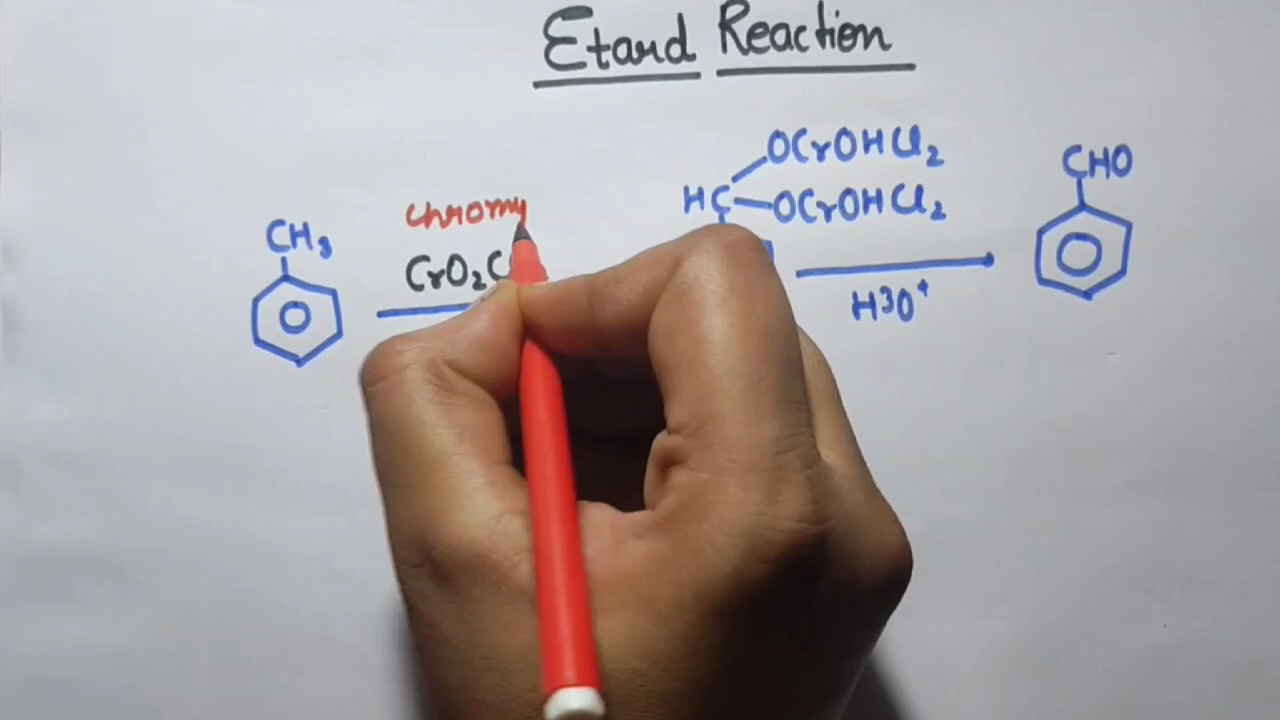 Etard Reaction
OCrOHCl2
CHO
HC
OCrOHCl2
chromy
CH3
CrO2C
H3O+